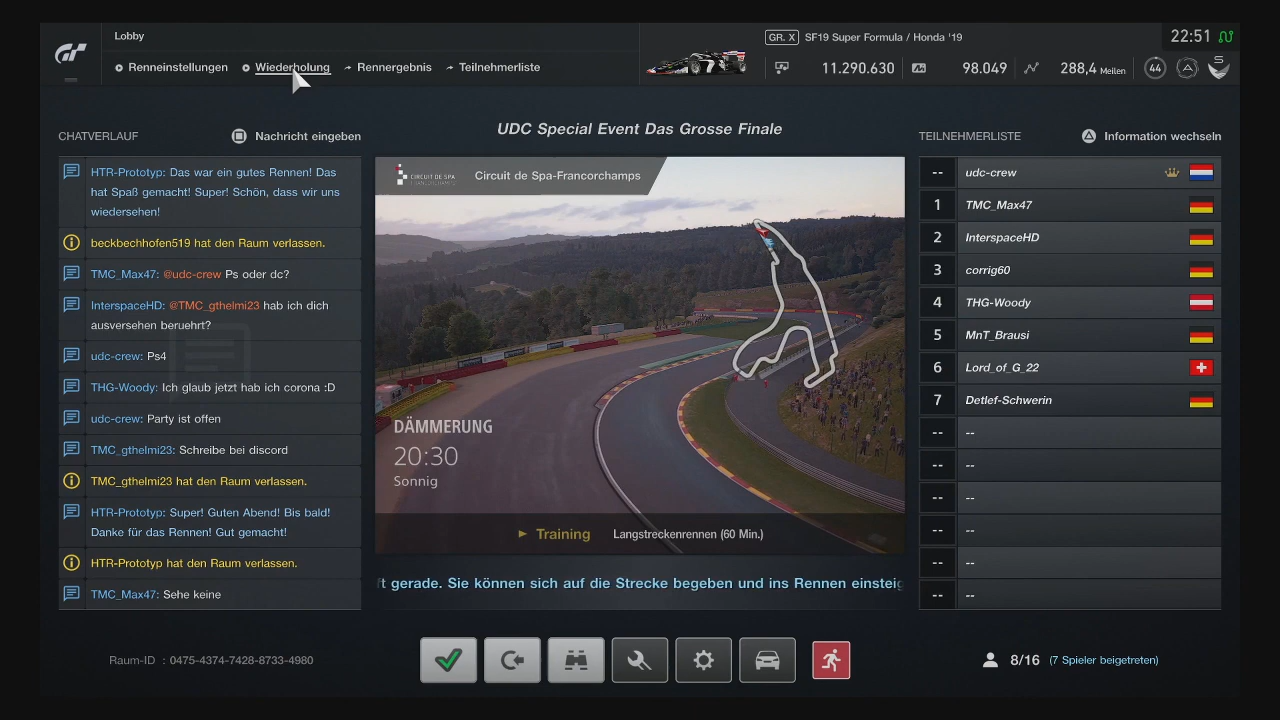 Lobby
Renneinstellungen
Wiederholung
Rennergebnis
Teilnehmerliste
GR. X
SF19 Super Formula / Honda '19
11.290.630
98.049
288,4 Meilen
22:51
44
S
CHATVERLAUF
Nachricht eingeben
HTR-Prototyp: Das war ein gutes Rennen! Das
hat Spaß gemacht! Super! Schön, dass wir uns
wiedersehen!
beckbechhofen519 hat den Raum verlassen.
TMC_Max47: @udc-crew Ps oder dc?
InterspaceHD: @TMC_gthelmi23 hab ich dich
ausversehen beruehrt?
udc-crew: Ps4
THG-Woody: Ich glaub jetzt hab ich corona :D
udc-crew: Party ist offen
TMC_gthelmi23: Schreibe bei discord
TMC_gthelmi23 hat den Raum verlassen.
HTR-Prototyp: Super! Guten Abend! Bis bald!
Danke für das Rennen! Gut gemacht!
HTR-Prototyp hat den Raum verlassen.
TMC_Max47: Sehe keine
UDC Special Event Das Grosse Finale
CIRCUIT DE SPA
FRANCORCHAMPS
Circuit de Spa-Francorchamps
DÄMMERUNG
20:30
Sonnig
Training
Langstreckenrennen (60 Min.)
ft gerade. Sie können sich auf die Strecke begeben und ins Rennen einsteig
TEILNEHMERLISTE
Information wechseln
-- udc-crew
1 TMC_Max47
2 InterspaceHD
3 corrig60
4 THG-Woody
5 MnT_Brausi
6 Lord_of_G_22
7 Detlef-Schwerin
-- --
-- --
-- --
-- --
-- --
-- --
Raum-ID : 0475-4374-7428-8733-4980
8/16 (7 Spieler beigetreten)